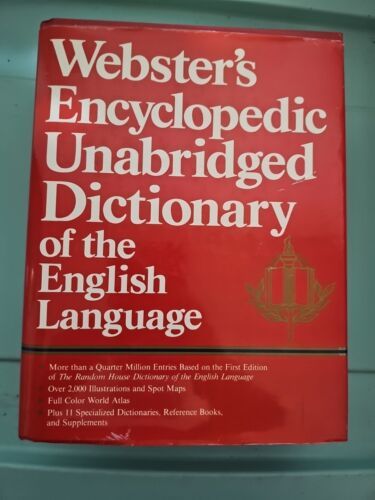 Webster's
Encyclopedic
Unabridged
Dictionary
of the
English
Language
More than a Quarter Million Entries Based on the First Edition
of The Random House Dictionary of the English Language
Over 2,000 Illustrations and Spot Maps
Full Color World Atlas
Plus 11 Specialized Dictionaries, Reference Books,
and Supplements